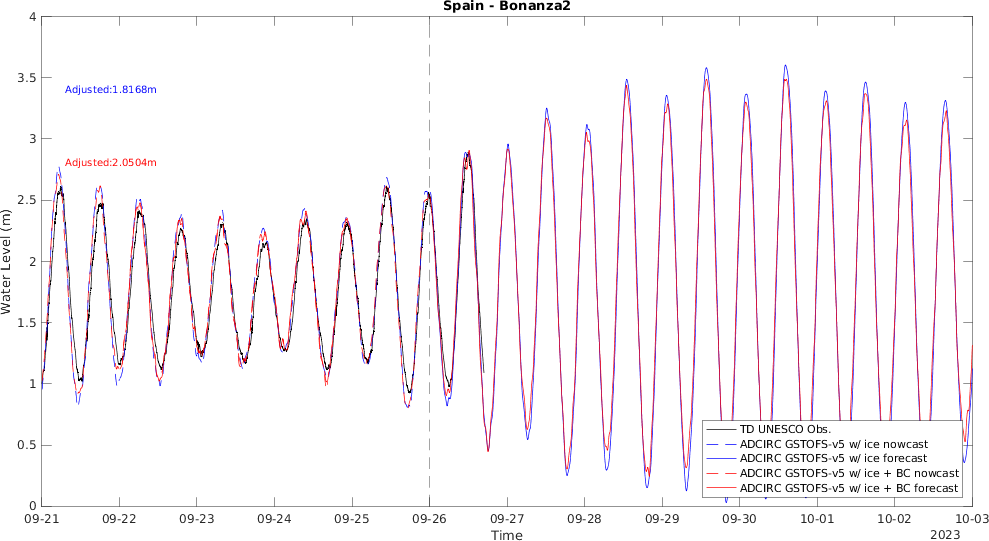 Spain - Bonanza2
4
3.5
3
2.5
2
1.5
1
0.5
0
Water Level (m)
Adjusted:1.8168m
Adjusted:2.0504m
TD UNESCO Obs.
ADCIRC GSTOFS-v5 w/ ice nowcast
ADCIRC GSTOFS-v5 w/ ice forecast
ADCIRC GSTOFS-v5 w/ ice + BC nowcast
ADCIRC GSTOFS-v5 w/ ice + BC forecast
09-21 09-22 09-23 09-24 09-25 09-26 09-27 09-28 09-29 09-30 10-01 10-02 10-03
Time
2023